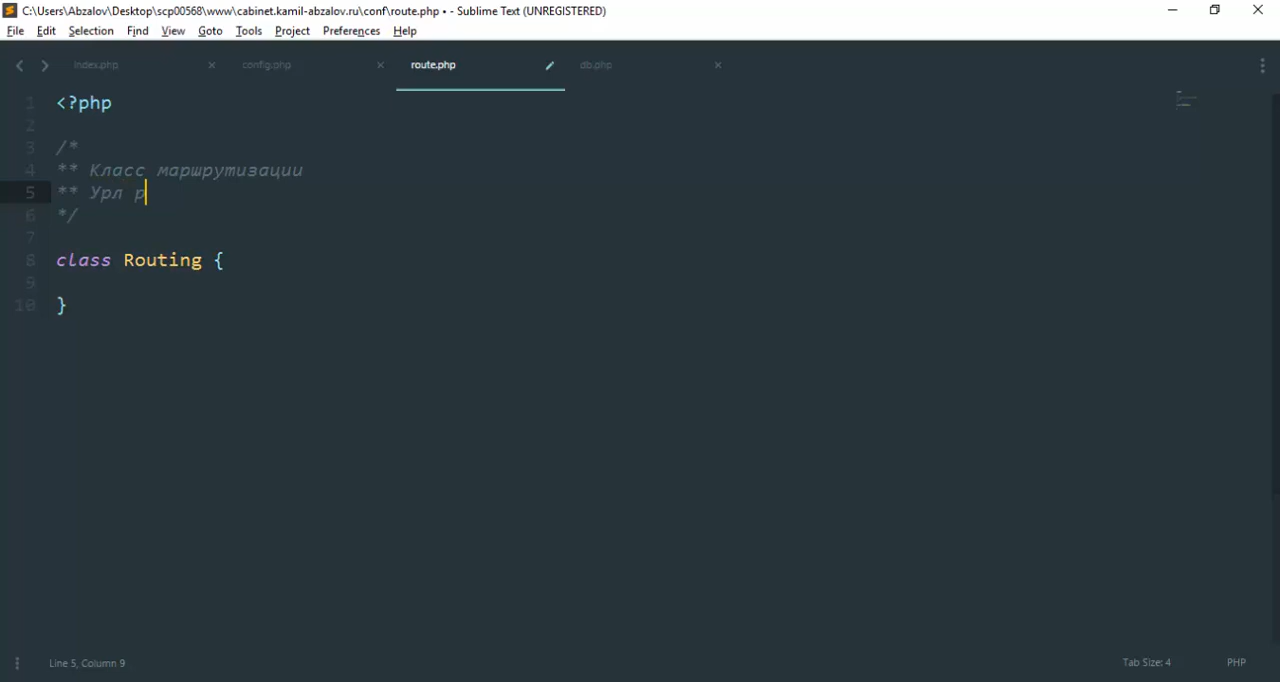 C:\Users\Abzalov\Desktop\scp00568\www\cabinet.kamil-abzalov.ru\conf\route.php • - Sublime Text (UNREGISTERED)
File Edit Selection Find View Goto Tools Project Preferences Help
index.php config.php route.php db.php
1 <?php
2
3 /*
4 ** Класс маршрутизации
5 ** Урл р
6 */
7
8 class Routing {
9
10 }
Line 5, Column 9 Tab Size: 4 PHP